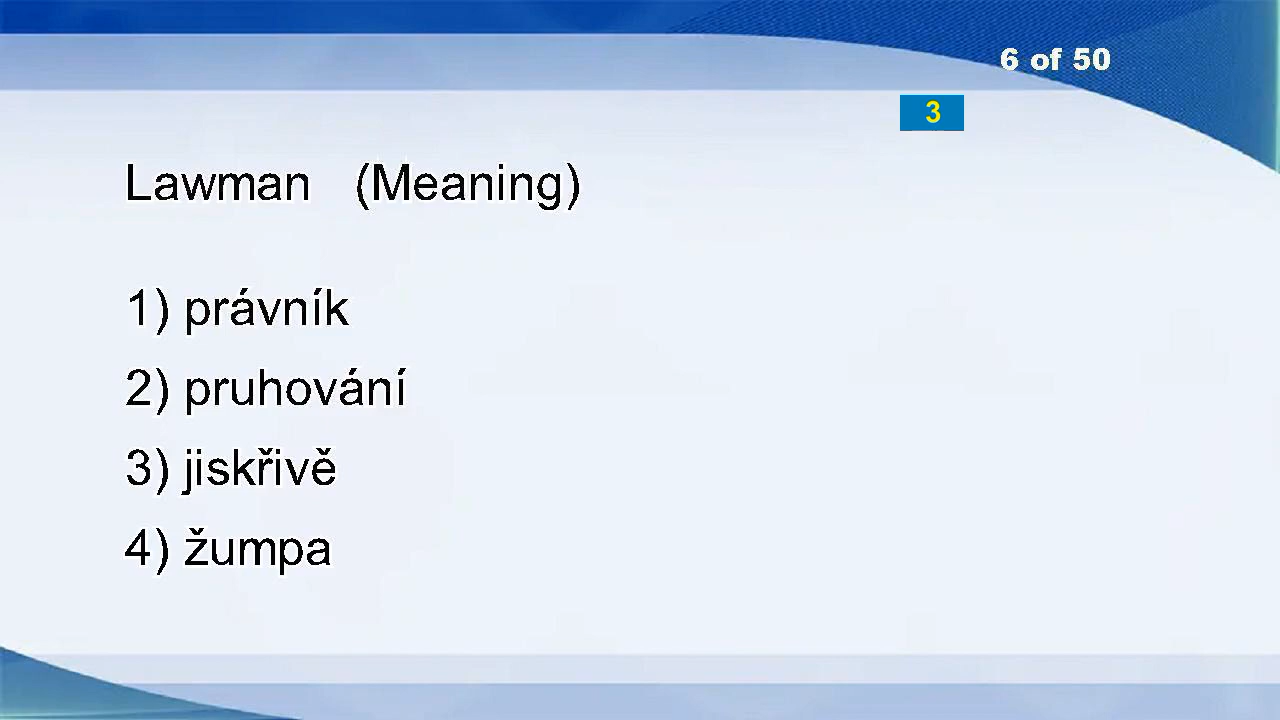 6 of 50
3
Lawman (Meaning)
1) právník
2) pruhování
3) jiskřivě
4) žumpa